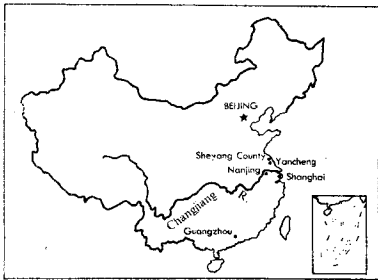 BEIJING
Sheyang County
Yancheng
Nanjing
Shanghai
Changjiang R.
Guangzhou